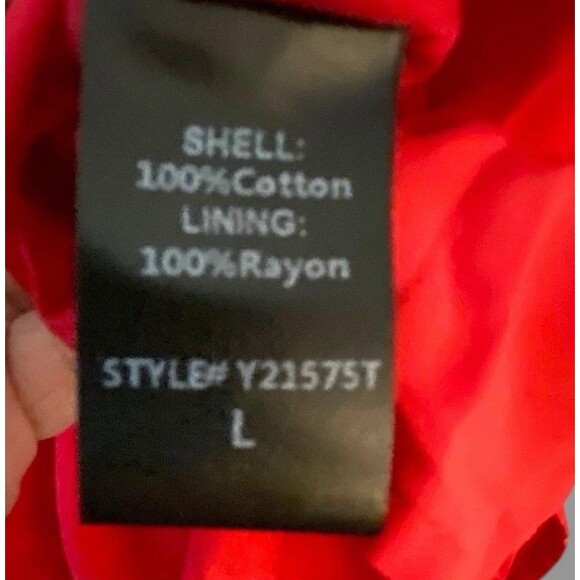 SHELL:
100%Cotton
LINING:
100%Rayon
STYLE# Y21575T
L